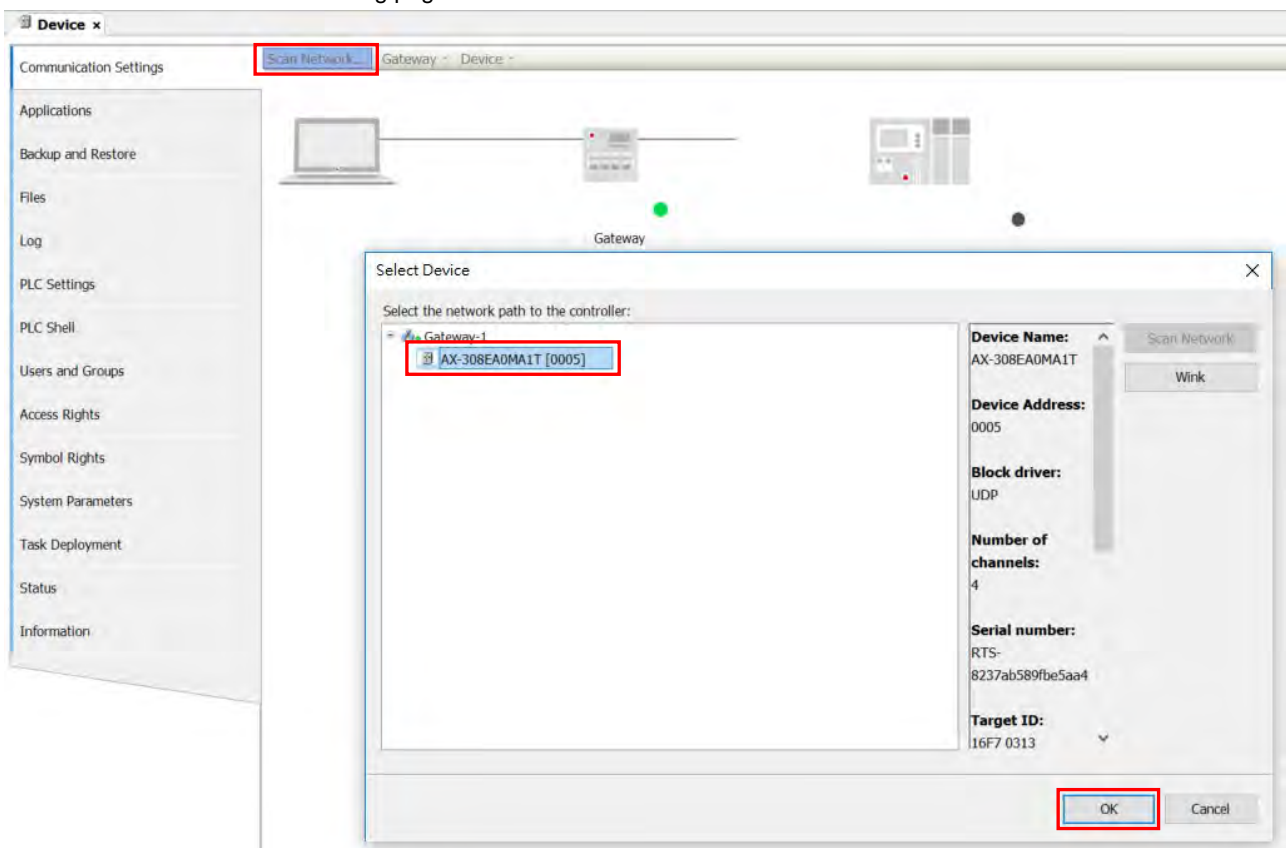 Device ×
Scan Network... Gateway Device
Communication Settings
Applications
Backup and Restore
Files
Log
PLC Settings
PLC Shell
Users and Groups
Access Rights
Symbol Rights
System Parameters
Task Deployment
Status
Information
Gateway
Select Device
Select the network path to the controller:
Gateway-1
AX-308EA0MA1T [0005]
Device Name:
AX-308EA0MA1T
Device Address:
0005
Block driver:
UDP
Number of
channels:
4
Serial number:
RTS-
8237ab589fbe5aa4
Target ID:
16F7 0313
Scan Network
Wink
OK Cancel